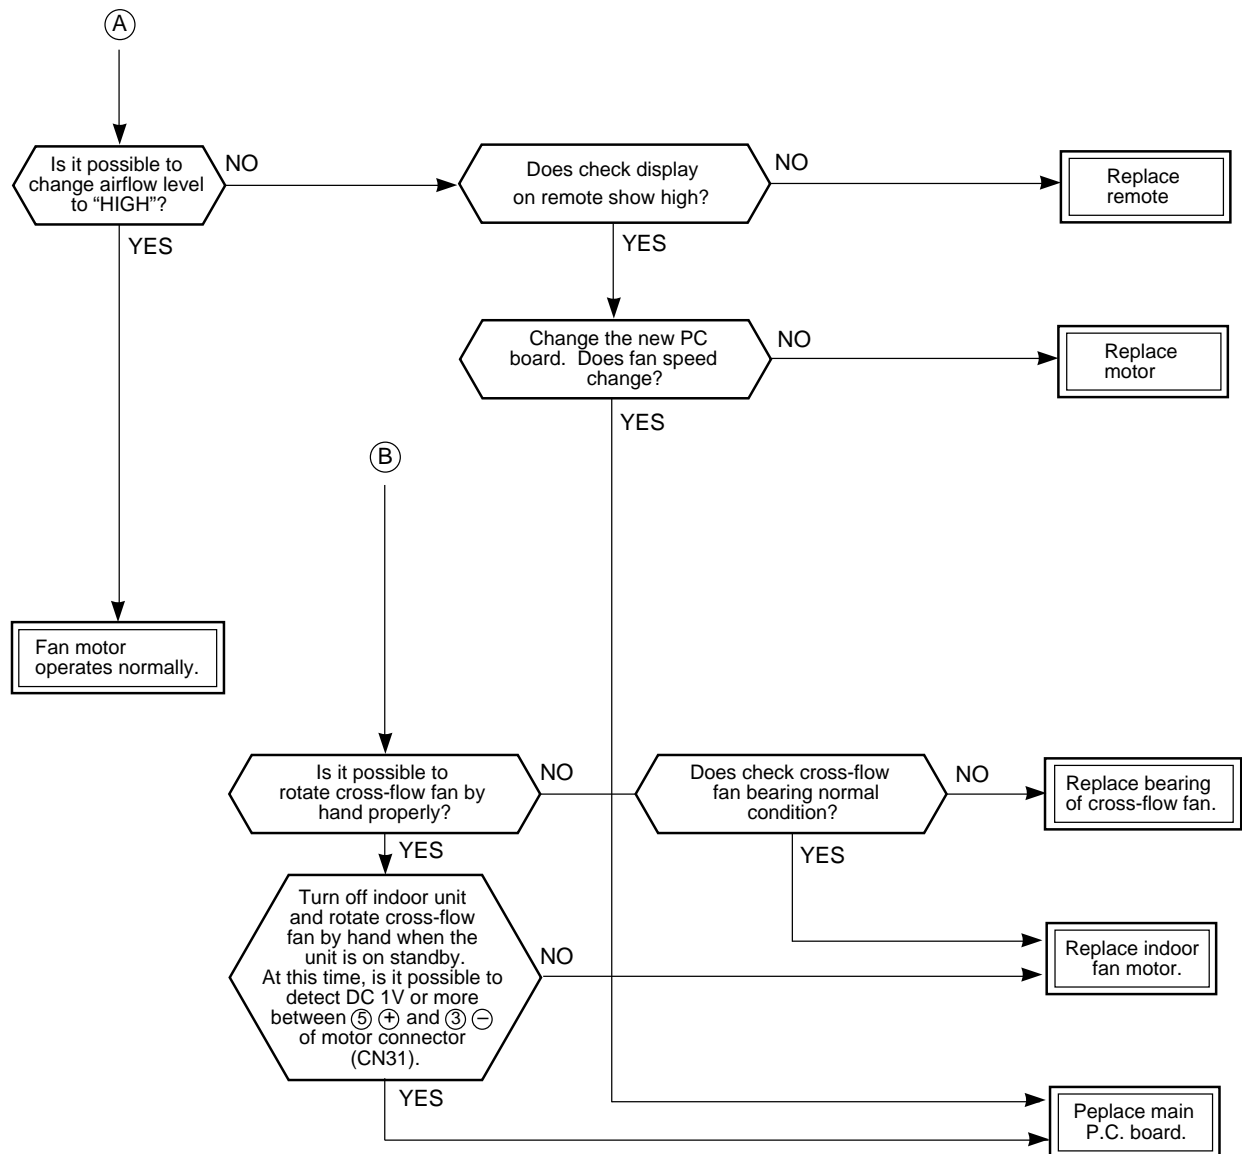 A
Is it possible to
change airflow level
to “HIGH”?
NO
YES
Does check display
on remote show high?
NO
YES
Replace
remote
Change the new PC
board. Does fan speed
change?
NO
YES
Replace
motor
B
Fan motor
operates normally.
Is it possible to
rotate cross-flow fan by
hand properly?
NO
YES
Does check cross-flow
fan bearing normal
condition?
NO
YES
Replace bearing
of cross-flow fan.
Turn off indoor unit
and rotate cross-flow
fan by hand when the
unit is on standby.
At this time, is it possible to
detect DC 1V or more
between ⑤ ⊕ and ③ ⊖
of motor connector
(CN31).
NO
YES
Replace indoor
fan motor.
Peplace main
P.C. board.